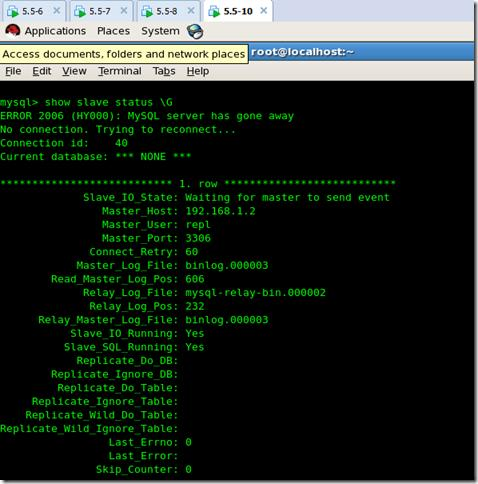 5.5-6 × 5.5-7 × 5.5-8 × 5.5-10 ×
Applications Places System
Access documents, folders and network places
root@localhost:~
File Edit View Terminal Tabs Help
mysql> show slave status \G
ERROR 2006 (HY000): MySQL server has gone away
No connection. Trying to reconnect...
Connection id:    40
Current database: *** NONE ***
*************************** 1. row ***************************
Slave_IO_State: Waiting for master to send event
Master_Host: 192.168.1.2
Master_User: repl
Master_Port: 3306
Connect_Retry: 60
Master_Log_File: binlog.000003
Read_Master_Log_Pos: 606
Relay_Log_File: mysql-relay-bin.000002
Relay_Log_Pos: 232
Relay_Master_Log_File: binlog.000003
Slave_IO_Running: Yes
Slave_SQL_Running: Yes
Replicate_Do_DB:
Replicate_Ignore_DB:
Replicate_Do_Table:
Replicate_Ignore_Table:
Replicate_Wild_Do_Table:
Replicate_Wild_Ignore_Table:
Last_Errno: 0
Last_Error:
Skip_Counter: 0